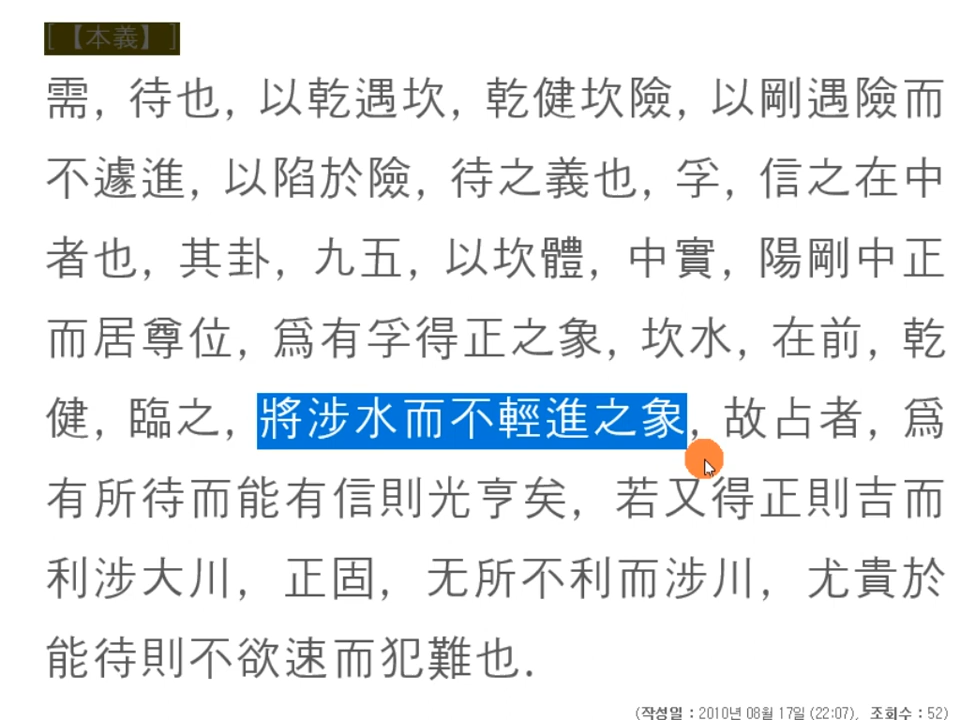 [【本義】]
需, 待也, 以乾遇坎, 乾健坎險, 以剛遇險而
不遽進, 以陷於險, 待之義也, 孚, 信之在中
者也, 其卦, 九五, 以坎體, 中實, 陽剛中正
而居尊位, 爲有孚得正之象, 坎水, 在前, 乾
健, 臨之, 將涉水而不輕進之象, 故占者, 爲
有所待而能有信則光亨矣, 若又得正則吉而
利涉大川, 正固, 无所不利而涉川, 尤貴於
能待則不欲速而犯難也.
(작성일 : 2010년 08월 17일 (22:07), 조회수 : 52)